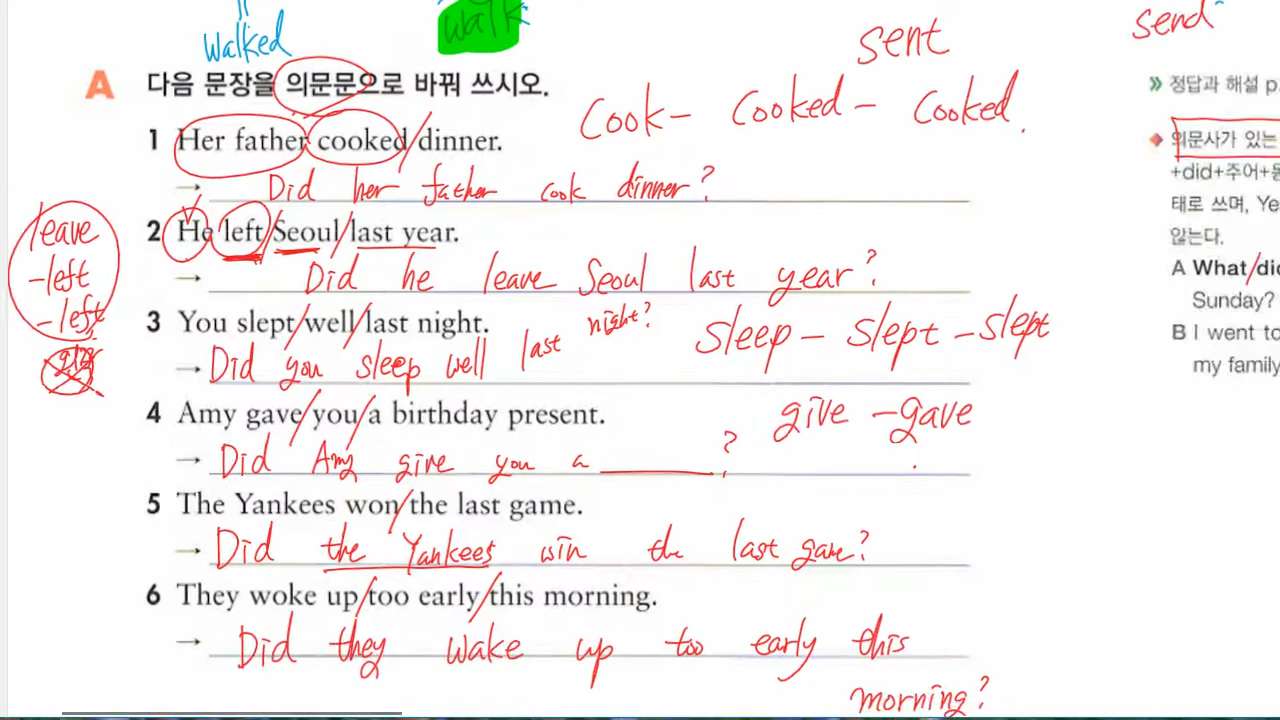 walked
walk
sent
send
A 다음 문장을 의문문으로 바꿔 쓰시오.
cook - cooked - cooked
1 Her father cooked/dinner.
→ Did her father cook dinner?
2 He left/Seoul/last year.
→ Did he leave Seoul last year?
leave
-left
-left
3 You slept/well/last night.
→ Did you sleep well last night?
sleep - slept - slept
4 Amy gave/you/a birthday present.
give - gave
→ Did Amy give you a ______?
5 The Yankees won/the last game.
→ Did the Yankees win the last game?
6 They woke up/too early/this morning.
→ Did they wake up too early this
morning?
» 정답과 해설 p.
◆ 의문사가 있는
+did+주어+동
태로 쓰며, Ye
않는다.
A What/did
Sunday?
B I went to
my family